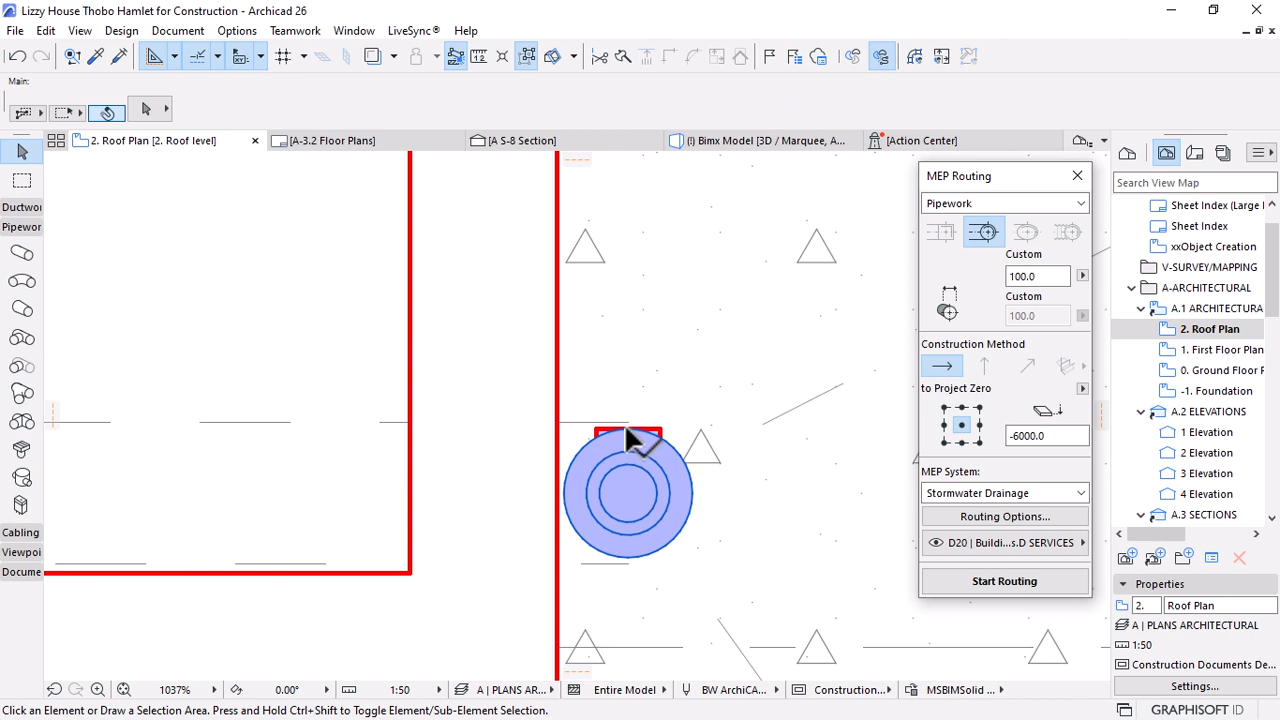 Lizzy House Thobo Hamlet for Construction - Archicad 26
File Edit View Design Document Options Teamwork Window LiveSync® Help
Main:
2. Roof Plan [2. Roof level]
[A-3.2 Floor Plans]
[A S-8 Section]
(!) Bimx Model [3D / Marquee, A...
[Action Center]
Ductwo
Pipewor
Cabling
Viewpoi
Docume
MEP Routing
Pipework
Custom
100.0
Custom
100.0
Construction Method
to Project Zero
-6000.0
MEP System:
Stormwater Drainage
Routing Options...
D20 | Buildi...s.D SERVICES
Start Routing
Search View Map
Sheet Index (Large I
Sheet Index
xxObject Creation
V-SURVEY/MAPPING
A-ARCHITECTURAL
A.1 ARCHITECTURA
2. Roof Plan
1. First Floor Plan
0. Ground Floor F
-1. Foundation
A.2 ELEVATIONS
1 Elevation
2 Elevation
3 Elevation
4 Elevation
A.3 SECTIONS
Properties
2. Roof Plan
A | PLANS ARCHITECTURAL
1:50
Construction Documents De...
Settings...
1037% 0.00° 1:50 A | PLANS AR... Entire Model BW ArchiCA... Construction... MSBIMSolid ...
Click an Element or Draw a Selection Area. Press and Hold Ctrl+Shift to Toggle Element/Sub-Element Selection.
GRAPHISOFT ID